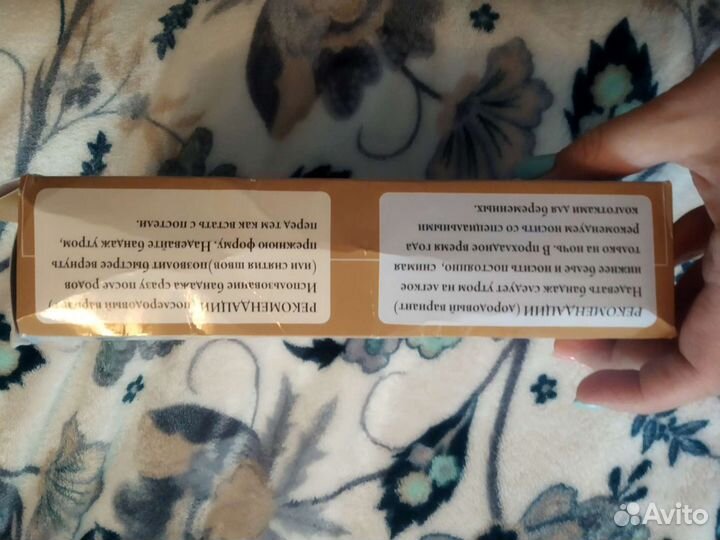 РЕКОМЕНДАЦИИ (дородовый вариант)
Надевать бандаж следует утром на легкое
нижнее белье и носить постоянно, снимая
только на ночь. В прохладное время года
рекомендуем носить со специальными
колготками для беременных.
РЕКОМЕНДАЦИИ (послеродовый вариант)
Использование бандажа сразу после родов
(или снятия швов) позволит быстрее вернуть
прежнюю форму. Надевайте бандаж утром,
перед тем как встать с постели.
Avito